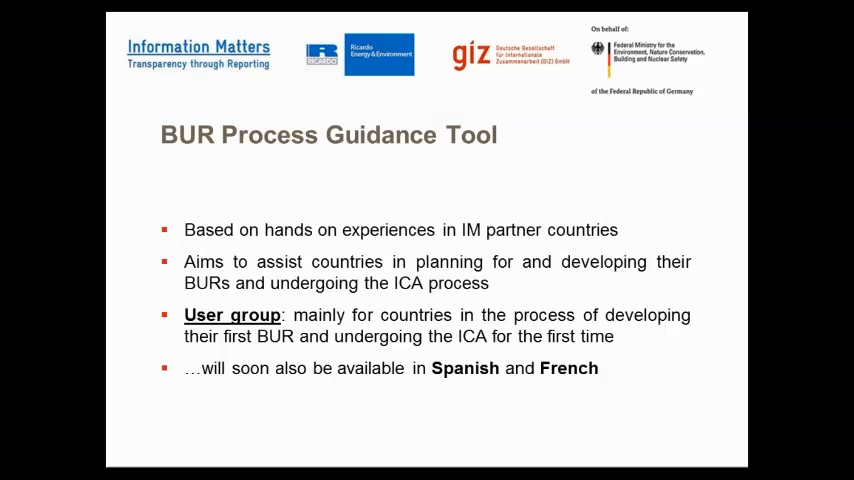 Information Matters
Transparency through Reporting
RICARDO
Ricardo
Energy & Environment
giz
Deutsche Gesellschaft
für Internationale
Zusammenarbeit (GIZ) GmbH
On behalf of:
Federal Ministry for the
Environment, Nature Conservation,
Building and Nuclear Safety
of the Federal Republic of Germany
BUR Process Guidance Tool
Based on hands on experiences in IM partner countries
Aims to assist countries in planning for and developing their
BURs and undergoing the ICA process
User group: mainly for countries in the process of developing
their first BUR and undergoing the ICA for the first time
…will soon also be available in Spanish and French